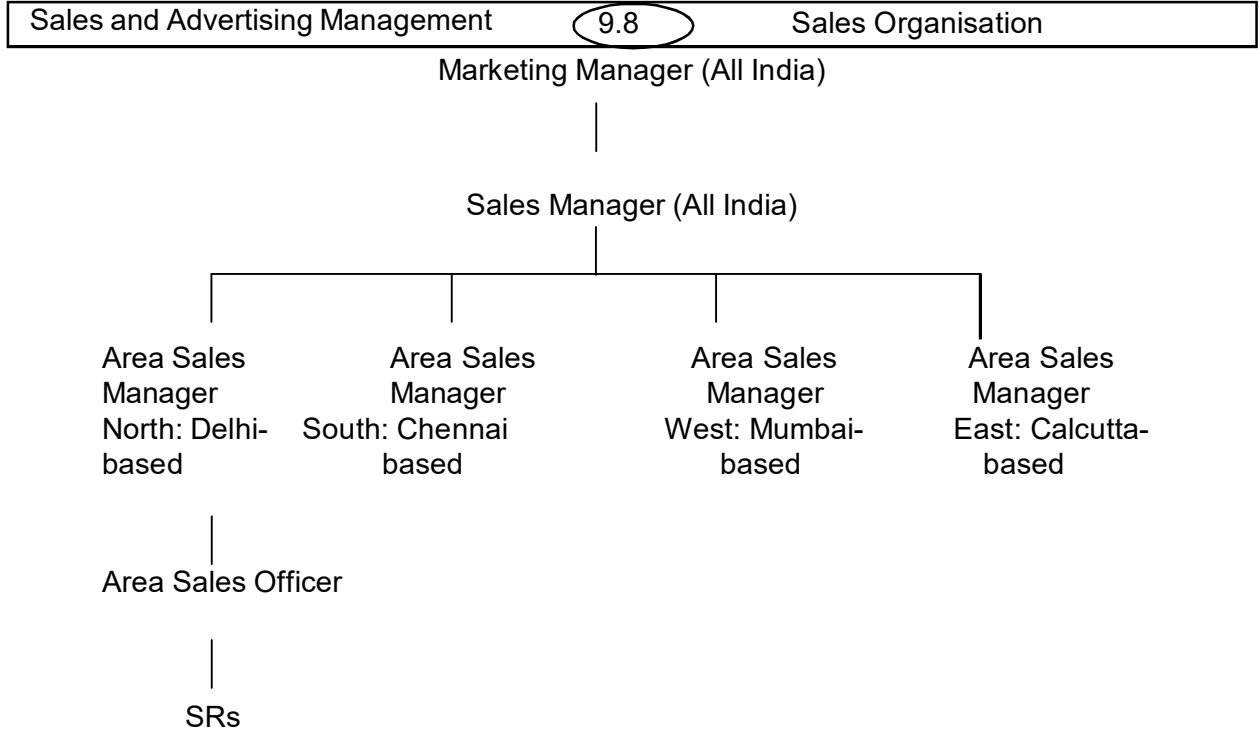 Sales and Advertising Management 9.8 Sales Organisation
Marketing Manager (All India)
Sales Manager (All India)
Area Sales
Manager
North: Delhi-
based
Area Sales
Manager
South: Chennai
based
Area Sales
Manager
West: Mumbai-
based
Area Sales
Manager
East: Calcutta-
based
Area Sales Officer
SRs